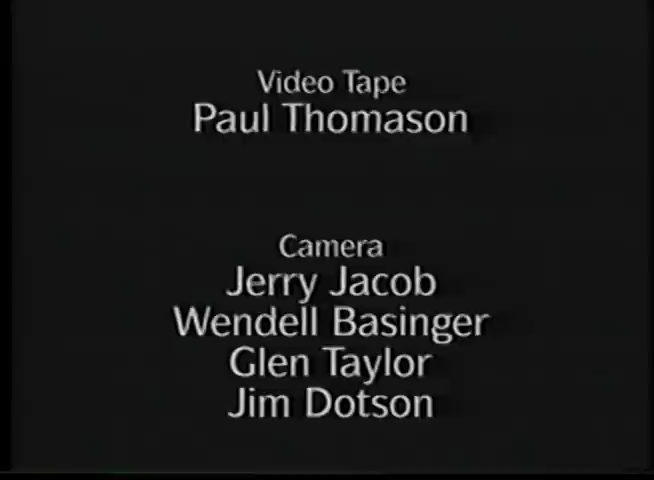 Video Tape
Paul Thomason
Camera
Jerry Jacob
Wendell Basinger
Glen Taylor
Jim Dotson